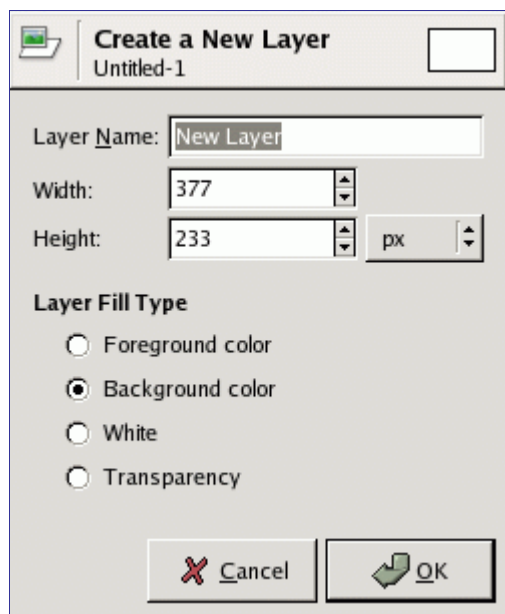 Create a New Layer
Untitled-1
Layer Name: New Layer
Width: 377
Height: 233 px
Layer Fill Type
Foreground color
Background color
White
Transparency
Cancel OK